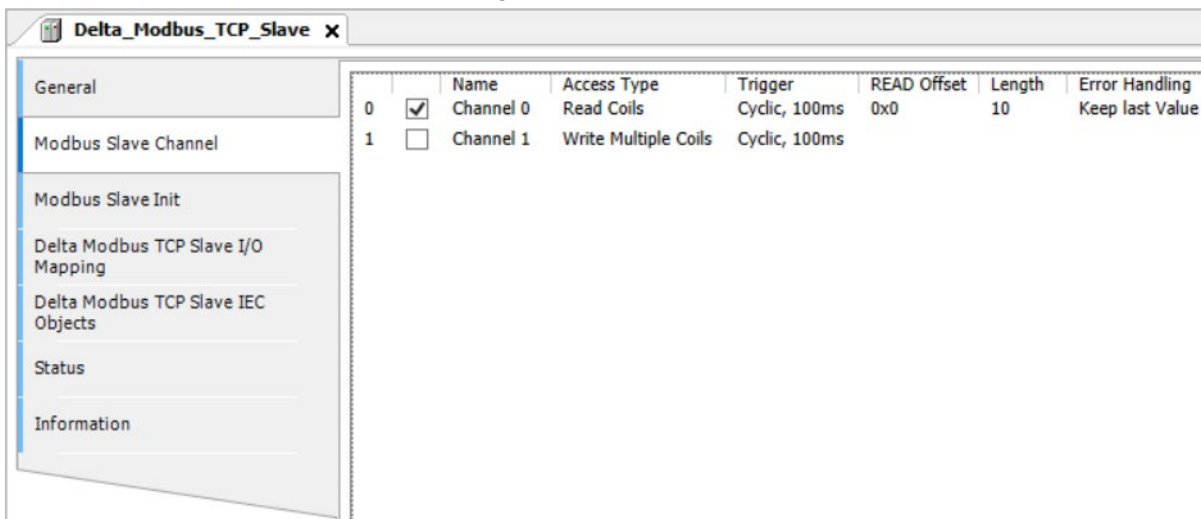 Delta_Modbus_TCP_Slave x
General
Modbus Slave Channel
Modbus Slave Init
Delta Modbus TCP Slave I/O
Mapping
Delta Modbus TCP Slave IEC
Objects
Status
Information
Name Access Type Trigger READ Offset Length Error Handling
0 Channel 0 Read Coils Cyclic, 100ms 0x0 10 Keep last Value
1 Channel 1 Write Multiple Coils Cyclic, 100ms